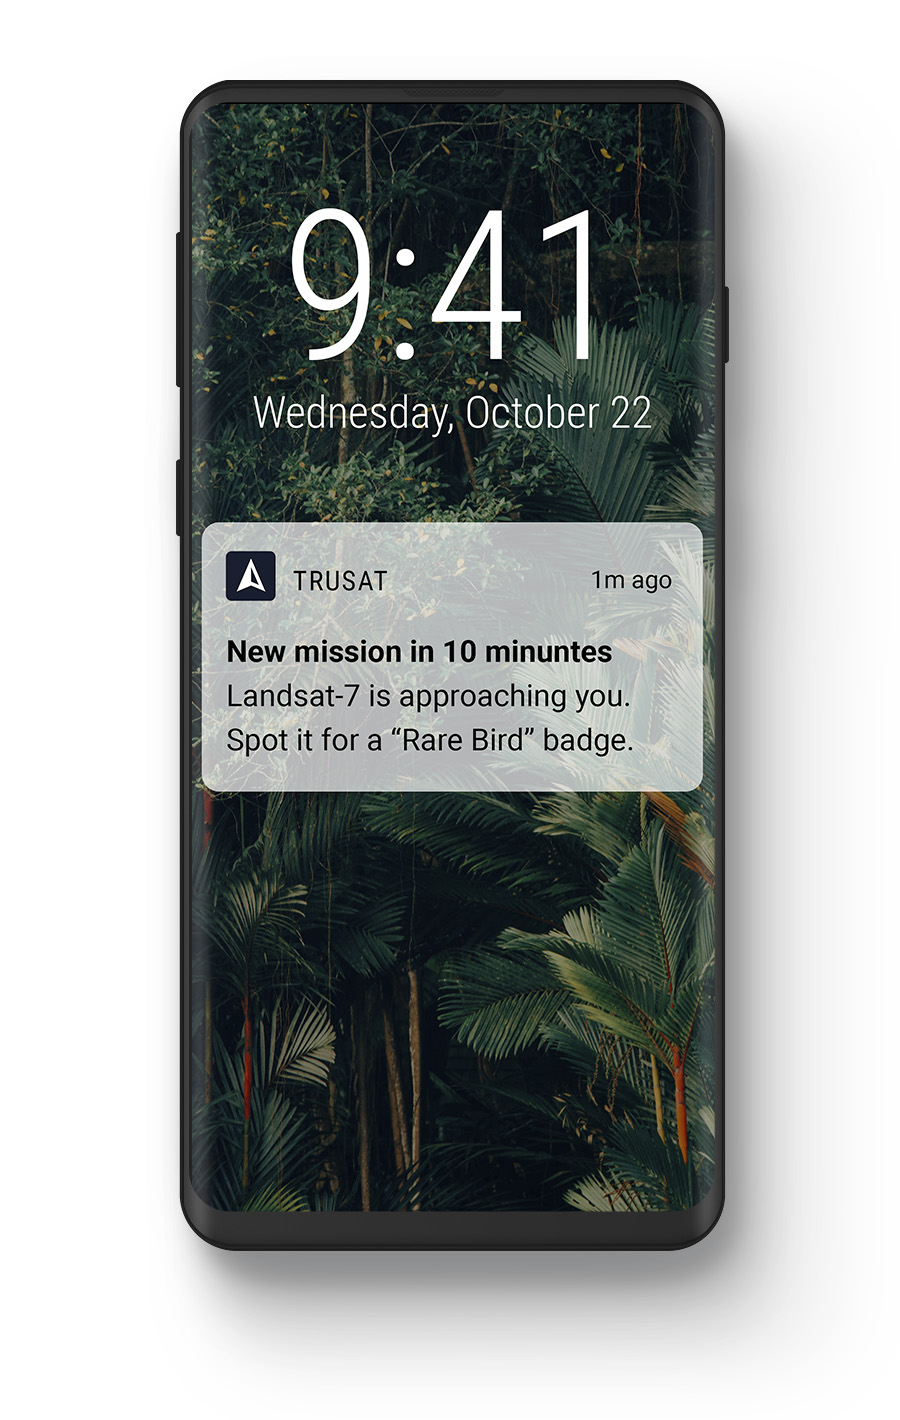 9:41
Wednesday, October 22
TRUSAT
1m ago
New mission in 10 minuntes
Landsat-7 is approaching you.
Spot it for a “Rare Bird” badge.